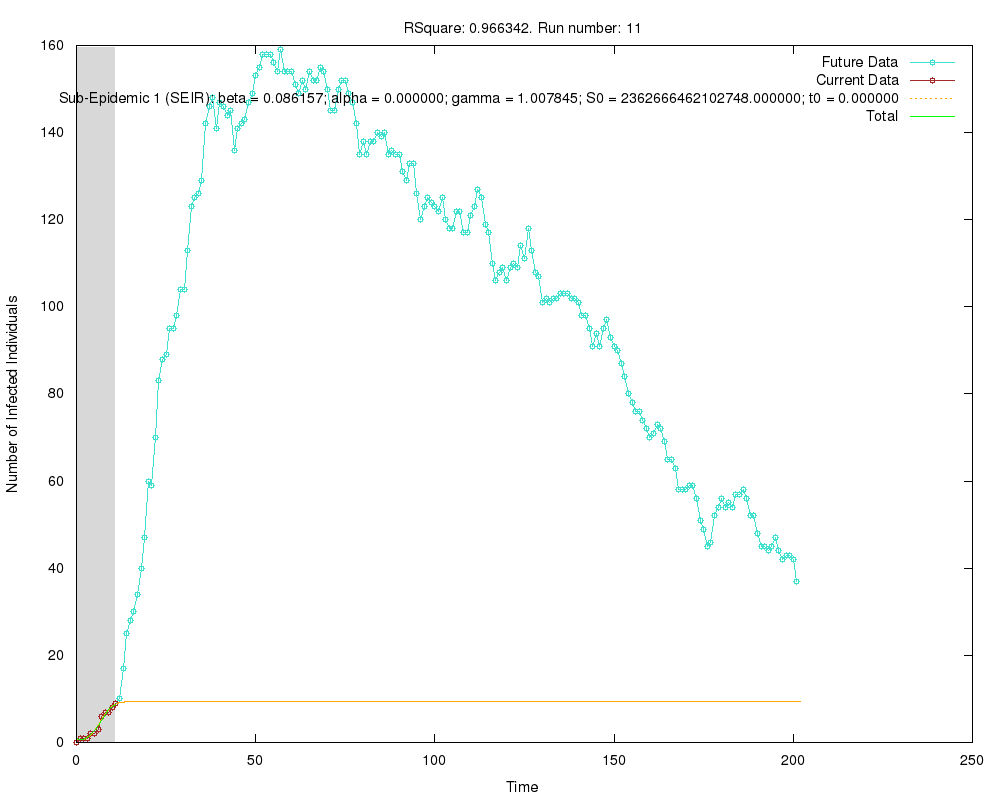 RSquare: 0.966342. Run number: 11
160
Future Data
Current Data
Sub-Epidemic 1 (SEIR); beta = 0.086157; alpha = 0.000000; gamma = 1.007845; S0 = 2362666462102748.000000; t0 = 0.000000
Total
140
120
100
80
60
40
20
0
Number of Infected Individuals
0 50 100 150 200 250
Time